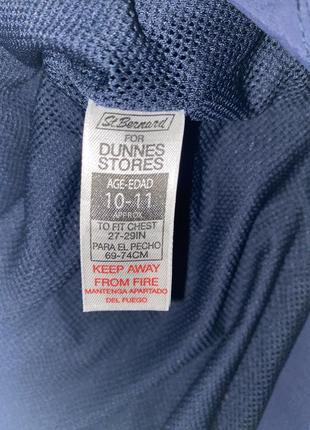 St. Bernard
FOR
DUNNES
STORES
AGE-EDAD
10-11
APPROX
TO FIT CHEST
27-29IN
PARA EL PECHO
69-74CM
KEEP AWAY
FROM FIRE
MANTENGA APARTADO
DEL FUEGO